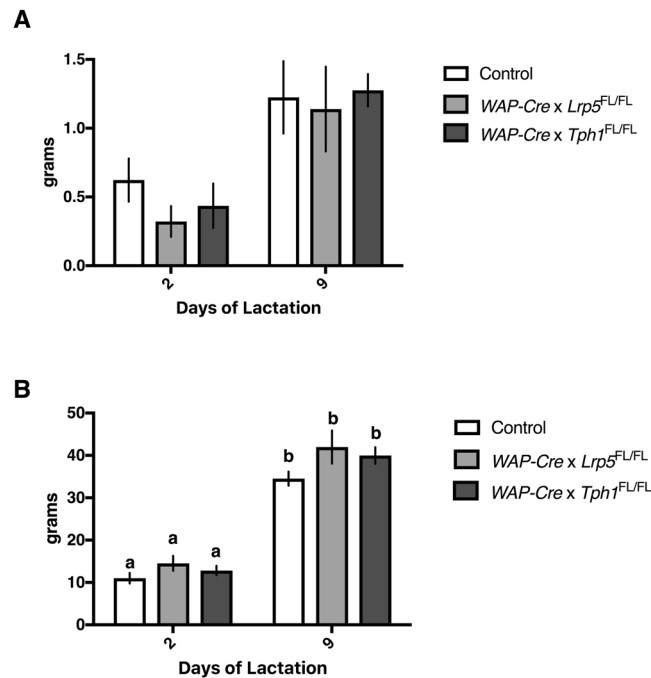 A
1.5
1.0
0.5
0.0
grams
2
9
Days of Lactation
Control
WAP-Cre x Lrp5FL/FL
WAP-Cre x Tph1FL/FL
B
50
40
30
20
10
0
grams
a
a
a
b
b
b
2
9
Days of Lactation
Control
WAP-Cre x Lrp5FL/FL
WAP-Cre x Tph1FL/FL